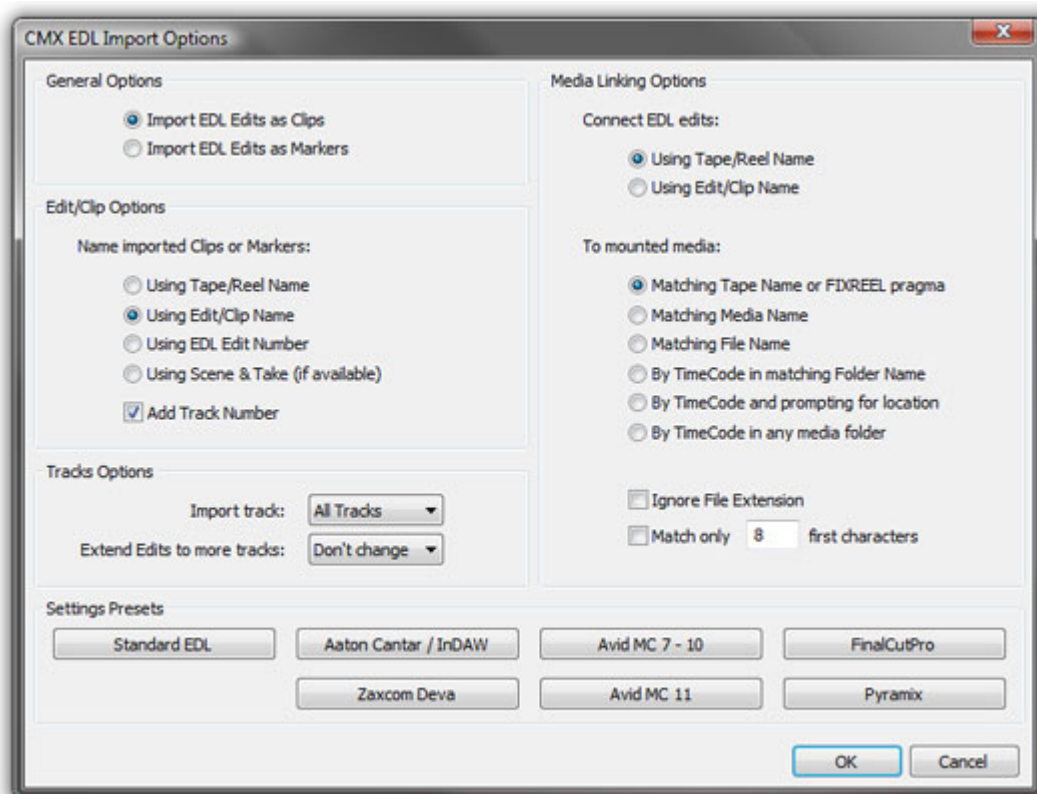 CMX EDL Import Options
General Options
Import EDL Edits as Clips
Import EDL Edits as Markers
Edit/Clip Options
Name imported Clips or Markers:
Using Tape/Reel Name
Using Edit/Clip Name
Using EDL Edit Number
Using Scene & Take (if available)
Add Track Number
Tracks Options
Import track: All Tracks
Extend Edits to more tracks: Don't change
Media Linking Options
Connect EDL edits:
Using Tape/Reel Name
Using Edit/Clip Name
To mounted media:
Matching Tape Name or FIXREEL pragma
Matching Media Name
Matching File Name
By TimeCode in matching Folder Name
By TimeCode and prompting for location
By TimeCode in any media folder
Ignore File Extension
Match only 8 first characters
Settings Presets
Standard EDL Aaton Cantar / InDAW Avid MC 7 - 10 FinalCutPro
Zaxcom Deva Avid MC 11 Pyramix
OK Cancel